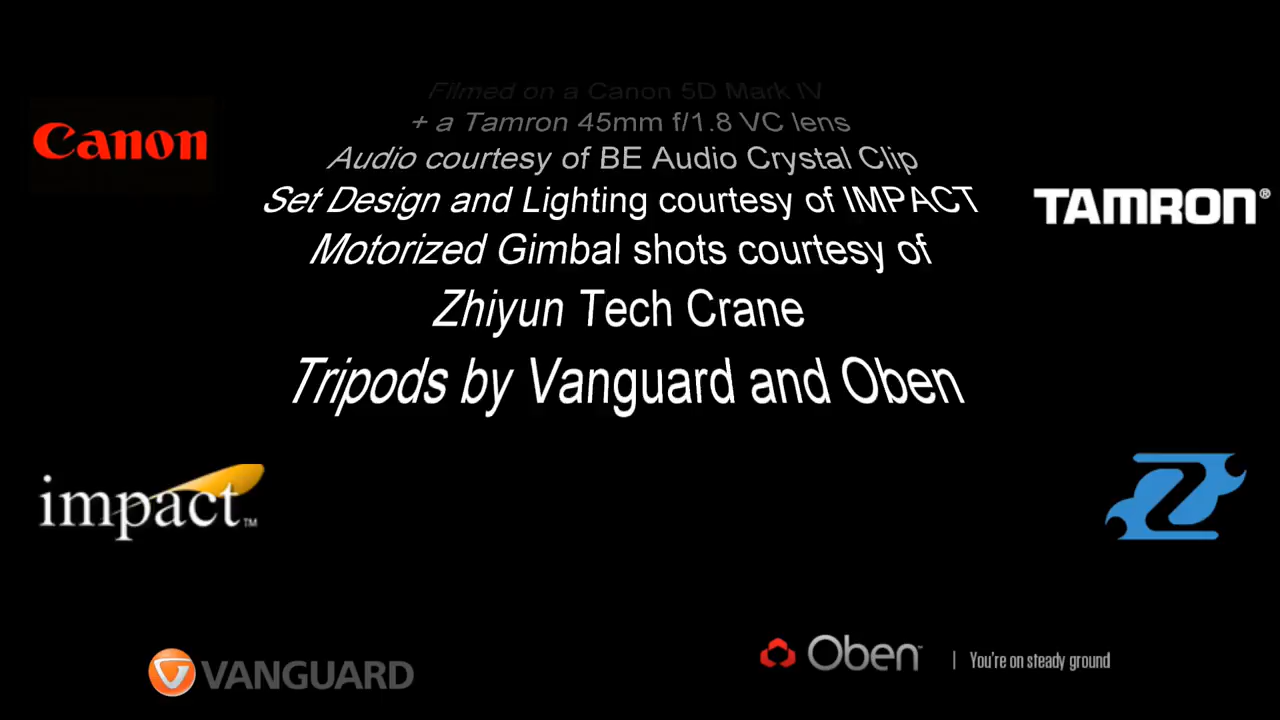 Filmed on a Canon 5D Mark IV
+ a Tamron 45mm f/1.8 VC lens
Audio courtesy of BE Audio Crystal Clip
Set Design and Lighting courtesy of IMPACT
Motorized Gimbal shots courtesy of
Zhiyun Tech Crane
Tripods by Vanguard and Oben
Canon
TAMRON®
impact™
Z
VANGUARD
Oben™ | You're on steady ground